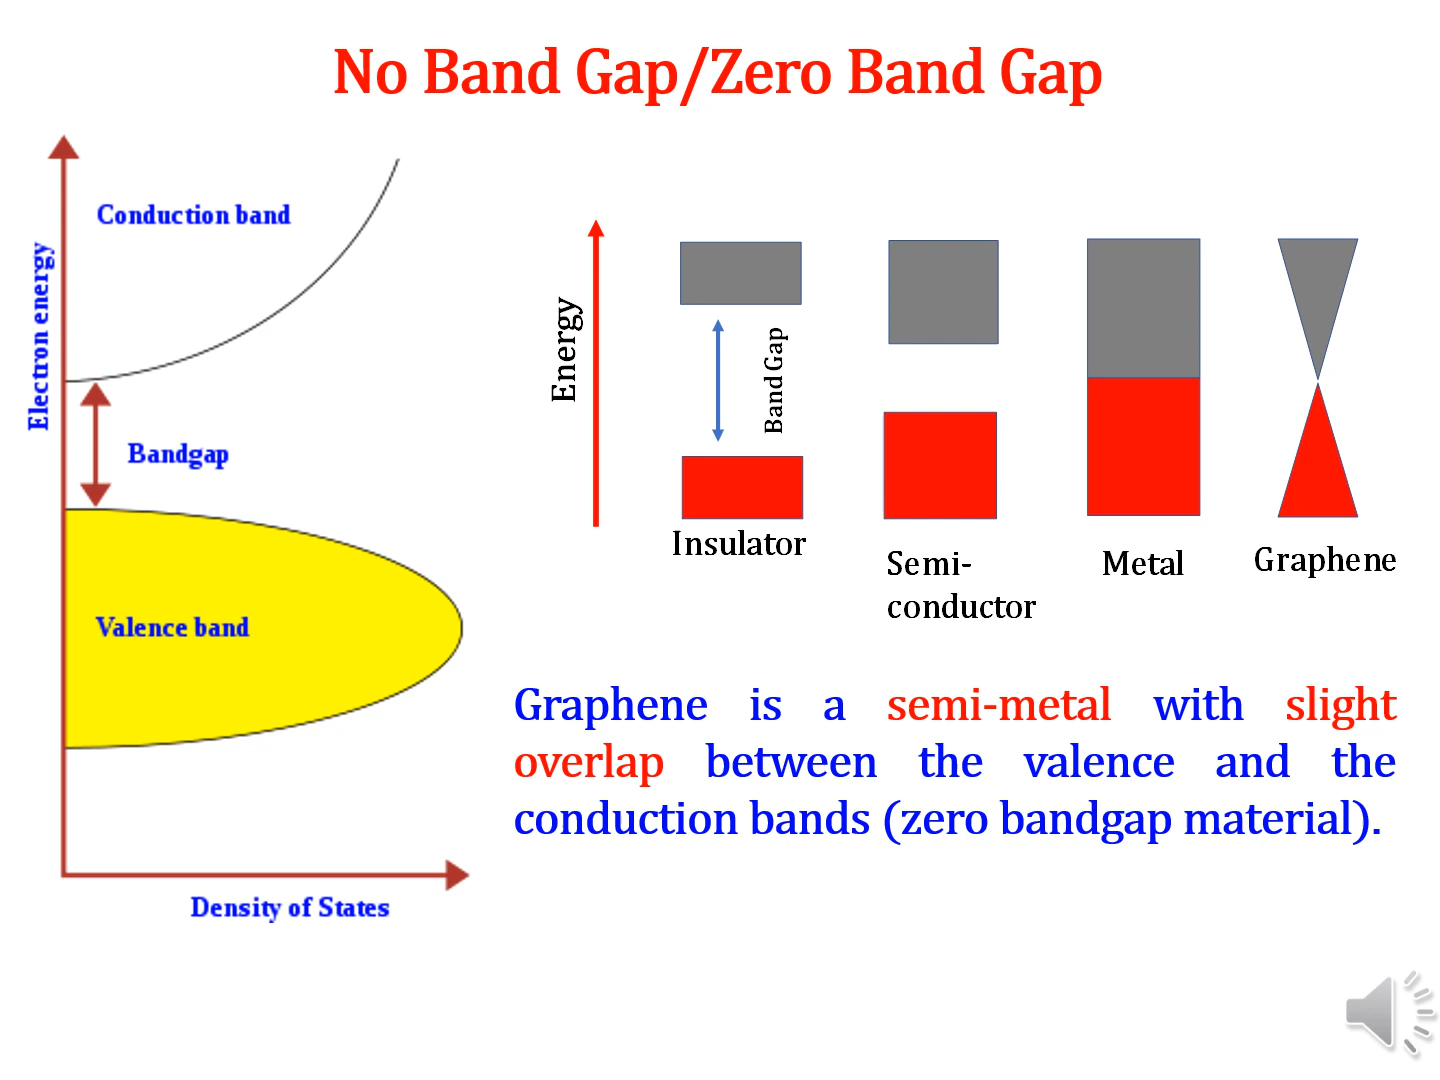 No Band Gap/Zero Band Gap
Conduction band
Electron energy
Bandgap
Valence band
Density of States
Energy
Band Gap
Insulator
Semi-
conductor
Metal
Graphene
Graphene is a semi-metal with slight
overlap between the valence and the
conduction bands (zero bandgap material).